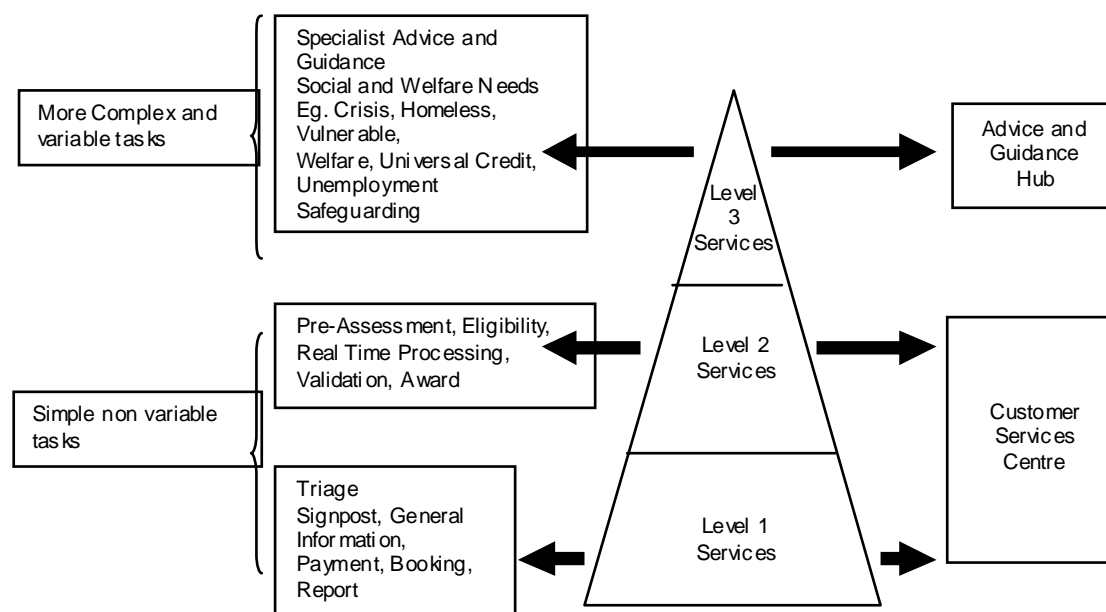 More Complex and
variable tasks
Specialist Advice and
Guidance
Social and Welfare Needs
Eg. Crisis, Homeless,
Vulnerable,
Welfare, Universal Credit,
Unemployment
Safeguarding
Level
3
Services
Advice and
Guidance
Hub
Simple non variable
tasks
Pre-Assessment, Eligibility,
Real Time Processing,
Validation, Award
Level 2
Services
Customer
Services
Centre
Triage
Signpost, General
Information,
Payment, Booking,
Report
Level 1
Services